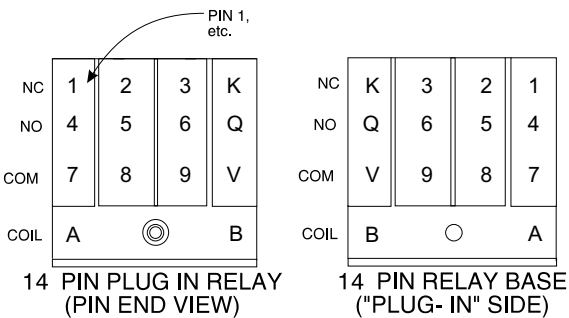 PIN 1,
etc.
NC 1 2 3 K
NO 4 5 6 Q
COM 7 8 9 V
COIL A B
14 PIN PLUG IN RELAY
(PIN END VIEW)
NC K 3 2 1
NO Q 6 5 4
COM V 9 8 7
COIL B A
14 PIN RELAY BASE
("PLUG- IN" SIDE)